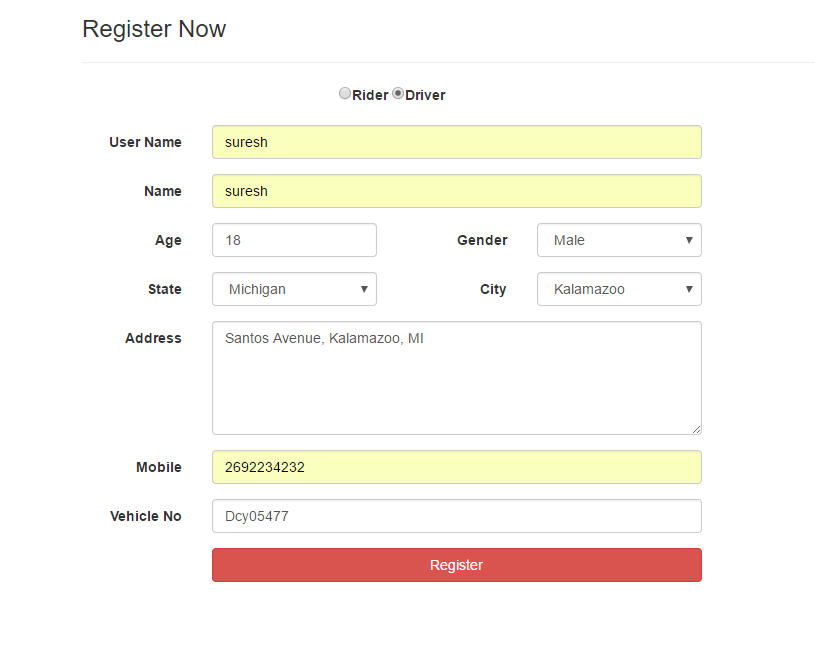 Register Now
Rider Driver
User Name suresh
Name suresh
Age 18 Gender Male
State Michigan City Kalamazoo
Address Santos Avenue, Kalamazoo, MI
Mobile 2692234232
Vehicle No Dcy05477
Register